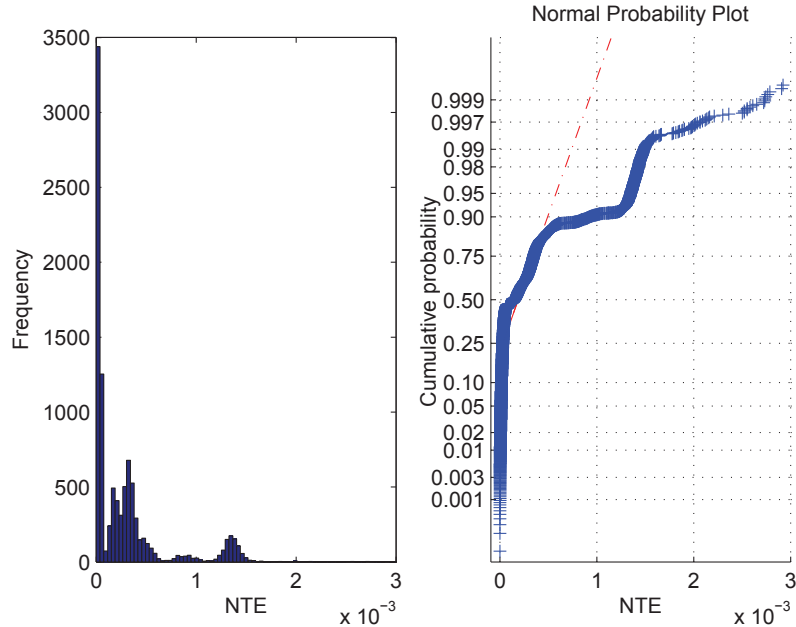 3500
3000
2500
2000
1500
1000
500
0
Frequency
0 1 2 3
NTE
x 10⁻³
Normal Probability Plot
0.999
0.997
0.99
0.98
0.95
0.90
0.75
0.50
0.25
0.10
0.05
0.02
0.01
0.003
0.001
Cumulative probability
0 1 2 3
NTE
x 10⁻³